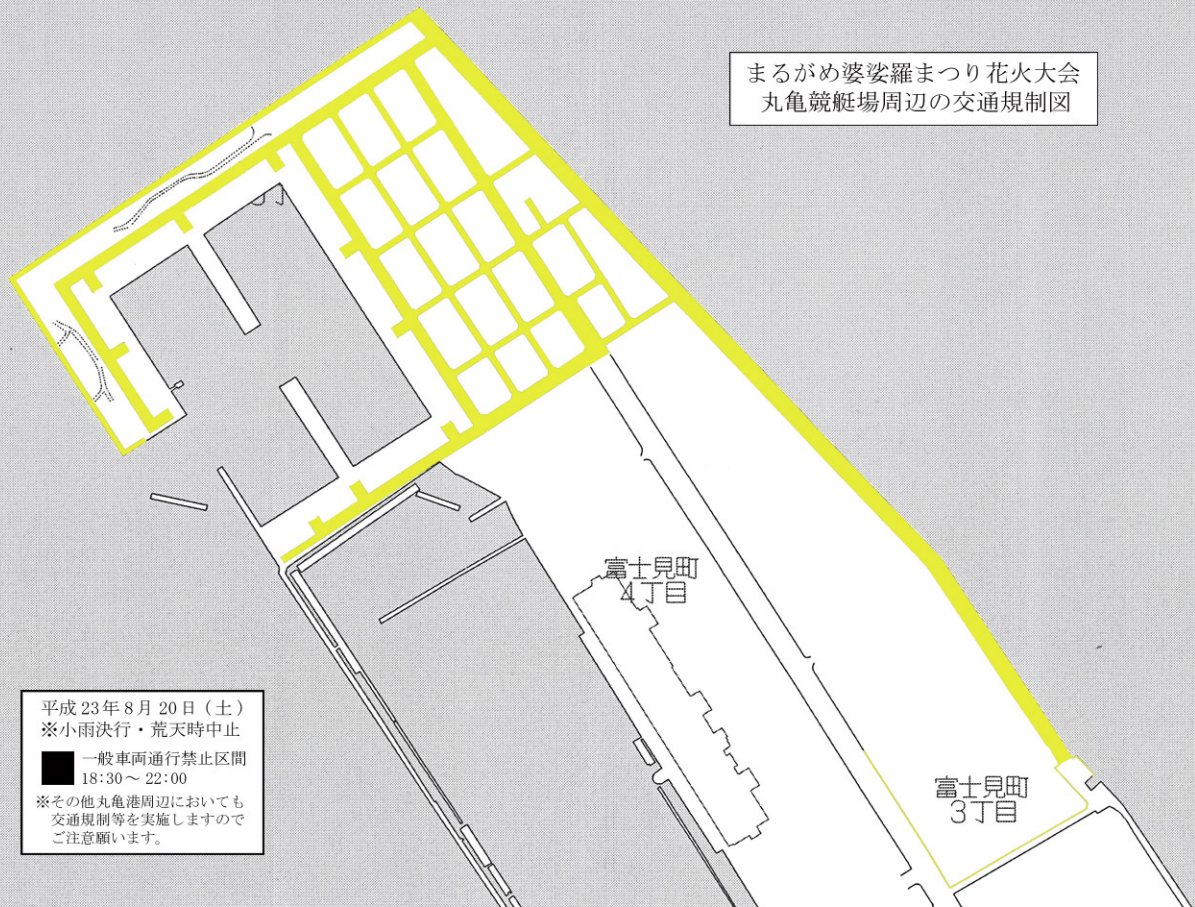 まるがめ婆娑羅まつり花火大会
丸亀競艇場周辺の交通規制図
富士見町
4丁目
富士見町
3丁目
平成23年8月20日（土）
※小雨決行・荒天時中止
一般車両通行禁止区間
18:30～22:00
※その他丸亀港周辺においても
交通規制等を実施しますので
ご注意願います。